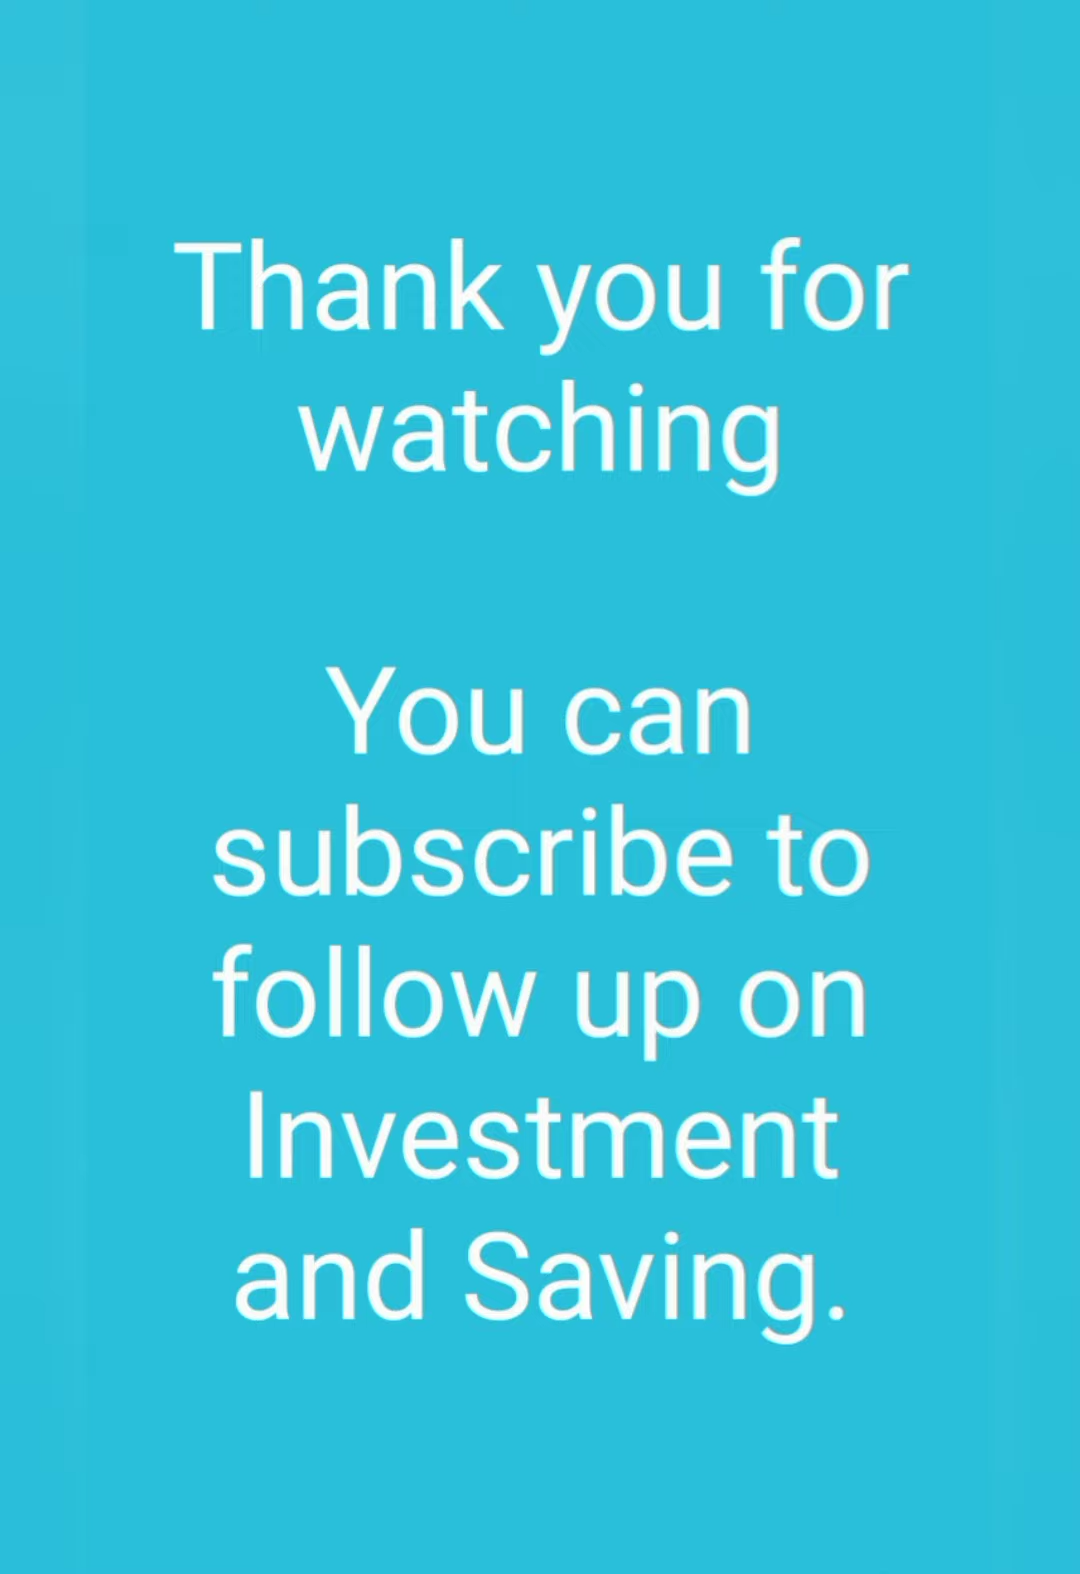 Thank you for
watching
You can
subscribe to
follow up on
Investment
and Saving.